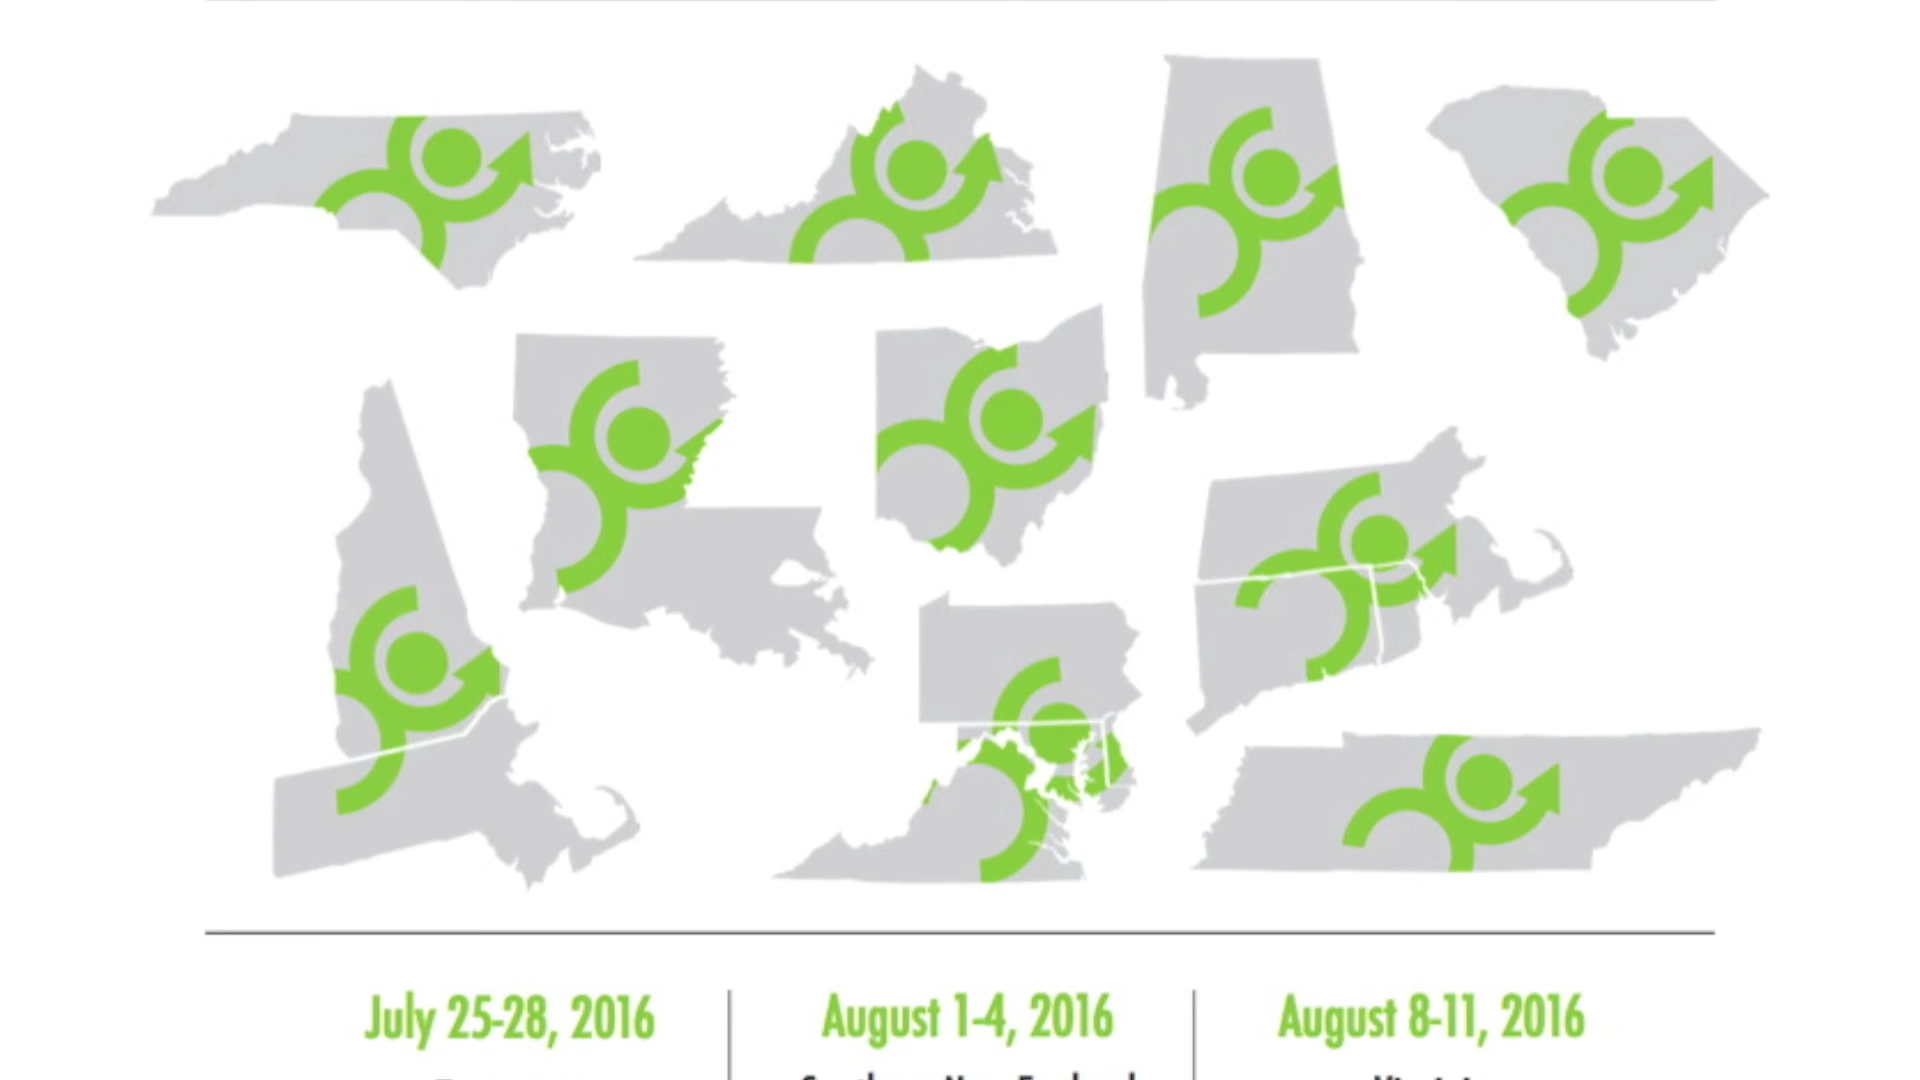 July 25-28, 2016
August 1-4, 2016
August 8-11, 2016